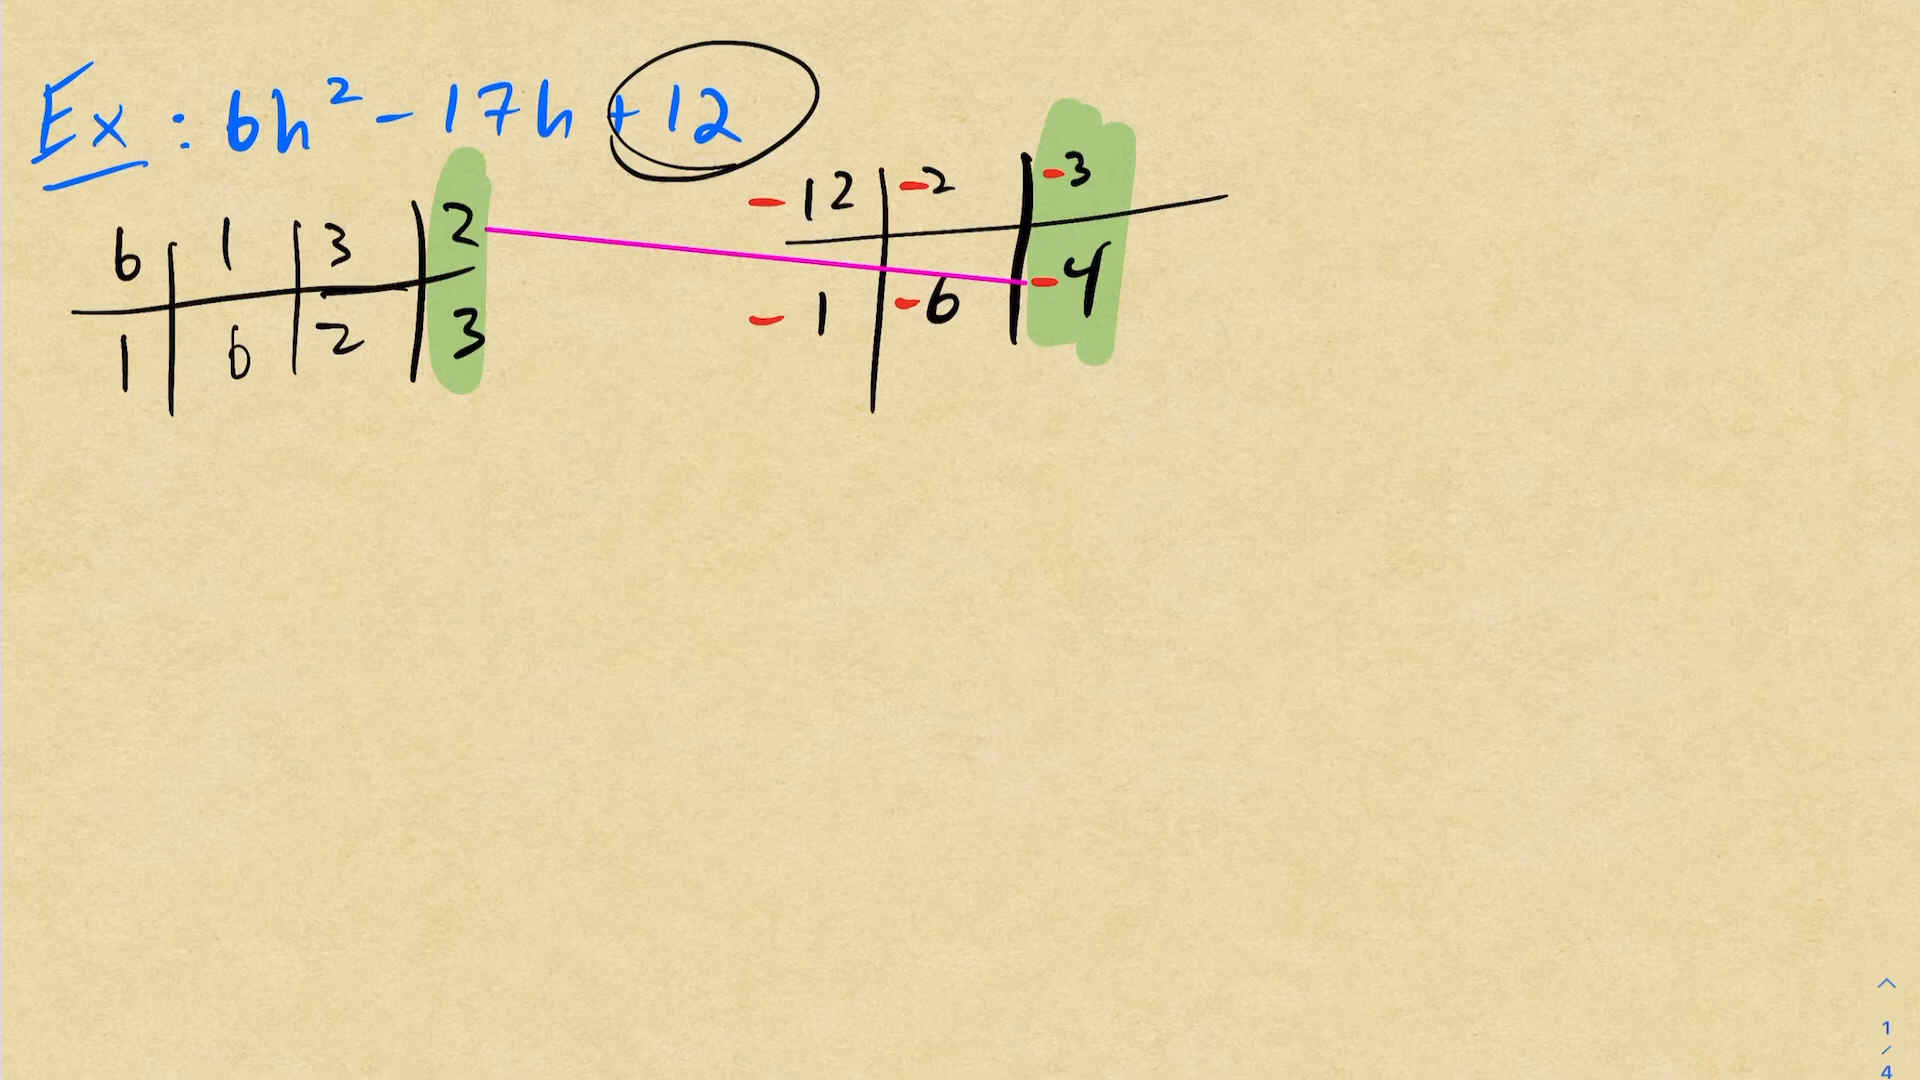 Ex : 6h² - 17h + 12
6 | 1 | 3 | 2
1 | 6 | 2 | 3
-12 | -2 | -3
-1 | -6 | -4
^
1
/
4